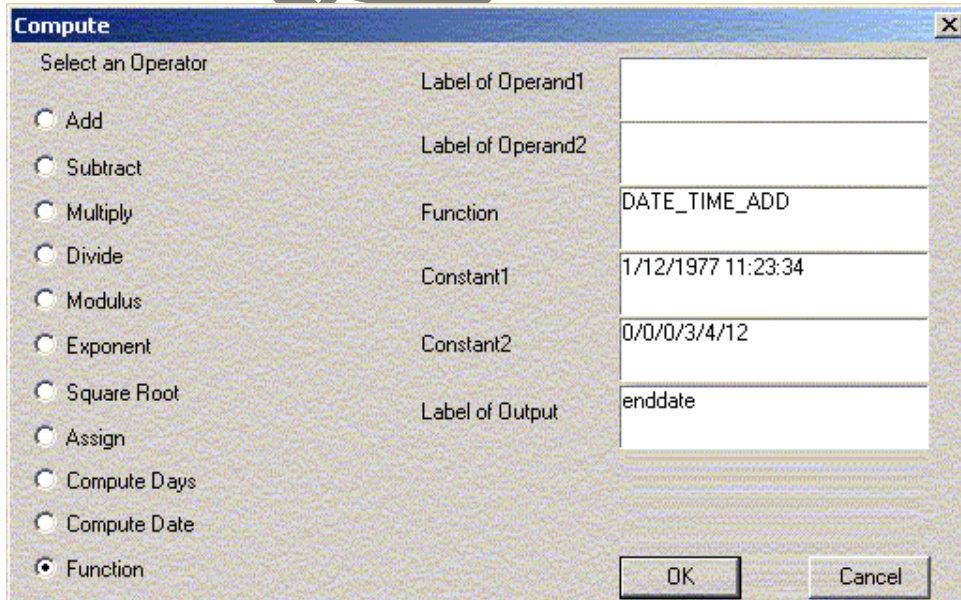 Compute
Select an Operator
Add
Subtract
Multiply
Divide
Modulus
Exponent
Square Root
Assign
Compute Days
Compute Date
Function
Label of Operand1
Label of Operand2
Function
DATE_TIME_ADD
Constant1
1/12/1977 11:23:34
Constant2
0/0/0/3/4/12
Label of Output
enddate
OK
Cancel